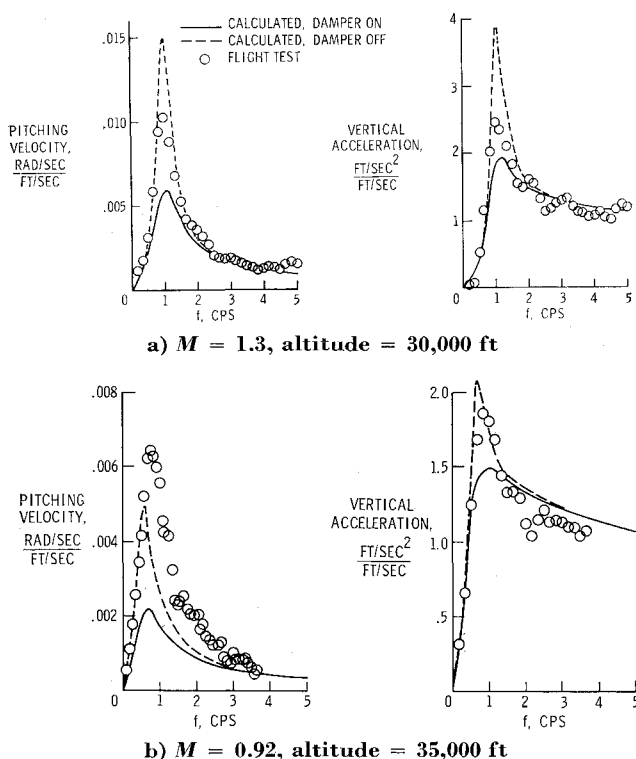 CALCULATED, DAMPER ON
CALCULATED, DAMPER OFF
FLIGHT TEST
.015
.010
.005
PITCHING
VELOCITY,
RAD/SEC
FT/SEC
0 1 2 3 4 5
f, CPS
4
3
2
1
VERTICAL
ACCELERATION,
FT/SEC²
FT/SEC
0 1 2 3 4 5
f, CPS
a) M = 1.3, altitude = 30,000 ft
.008
.006
.004
.002
PITCHING
VELOCITY,
RAD/SEC
FT/SEC
0 1 2 3 4 5
f, CPS
2.0
1.5
1.0
.5
VERTICAL
ACCELERATION,
FT/SEC²
FT/SEC
0 1 2 3 4 5
f, CPS
b) M = 0.92, altitude = 35,000 ft